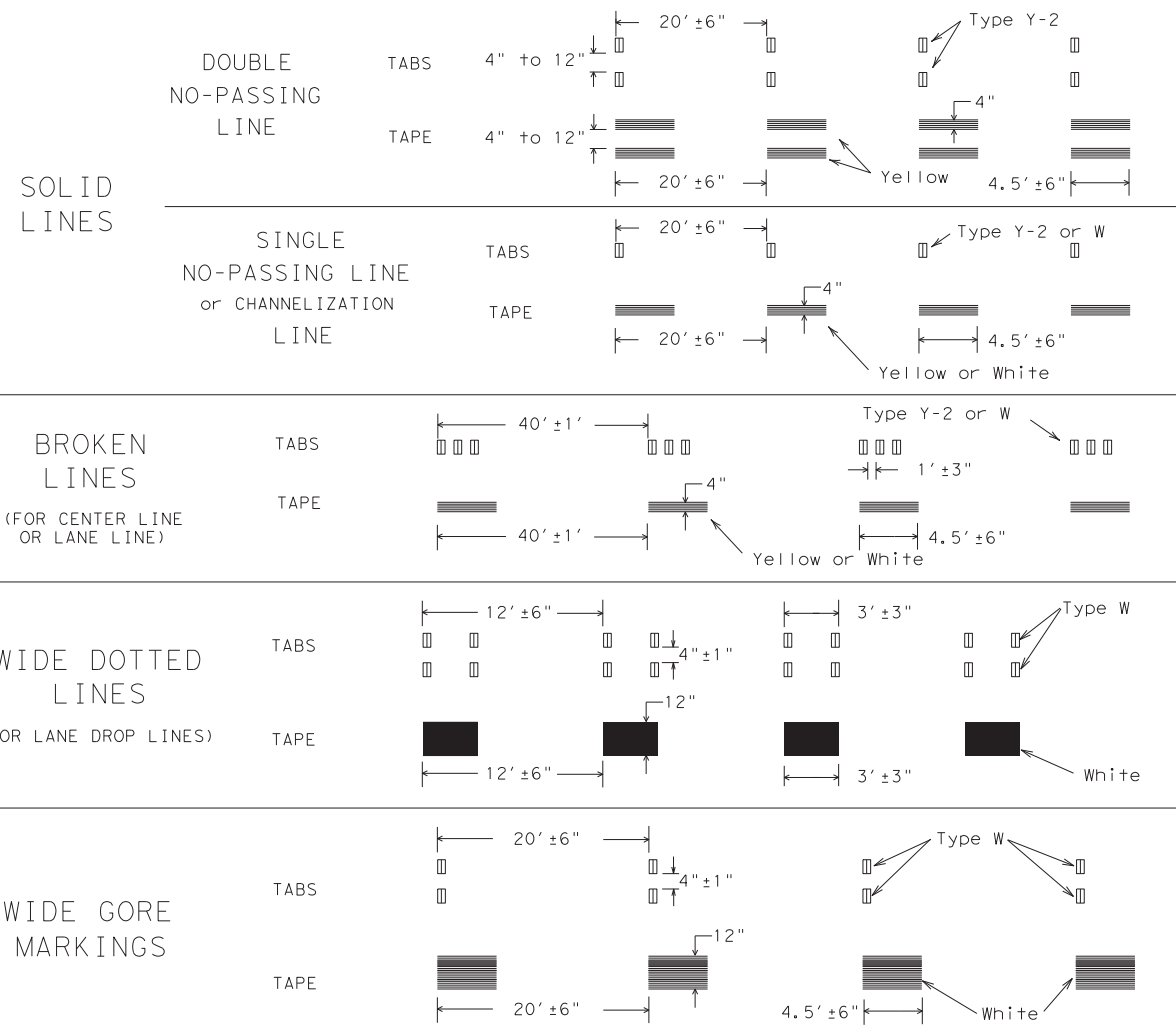 SOLID
LINES
DOUBLE
NO-PASSING
LINE
TABS
4" to 12"
20'±6"
Type Y-2
TAPE
4" to 12"
4"
Yellow
20'±6"
4.5'±6"
SINGLE
NO-PASSING LINE
or CHANNELIZATION
LINE
TABS
20'±6"
Type Y-2 or W
TAPE
4"
20'±6"
4.5'±6"
Yellow or White
BROKEN
LINES
(FOR CENTER LINE
OR LANE LINE)
TABS
40'±1'
Type Y-2 or W
1'±3"
TAPE
4"
40'±1'
4.5'±6"
Yellow or White
WIDE DOTTED
LINES
OR LANE DROP LINES)
TABS
12'±6"
3'±3"
Type W
4"±1"
TAPE
12"
12'±6"
3'±3"
White
WIDE GORE
MARKINGS
TABS
20'±6"
4"±1"
Type W
TAPE
12"
20'±6"
4.5'±6"
White